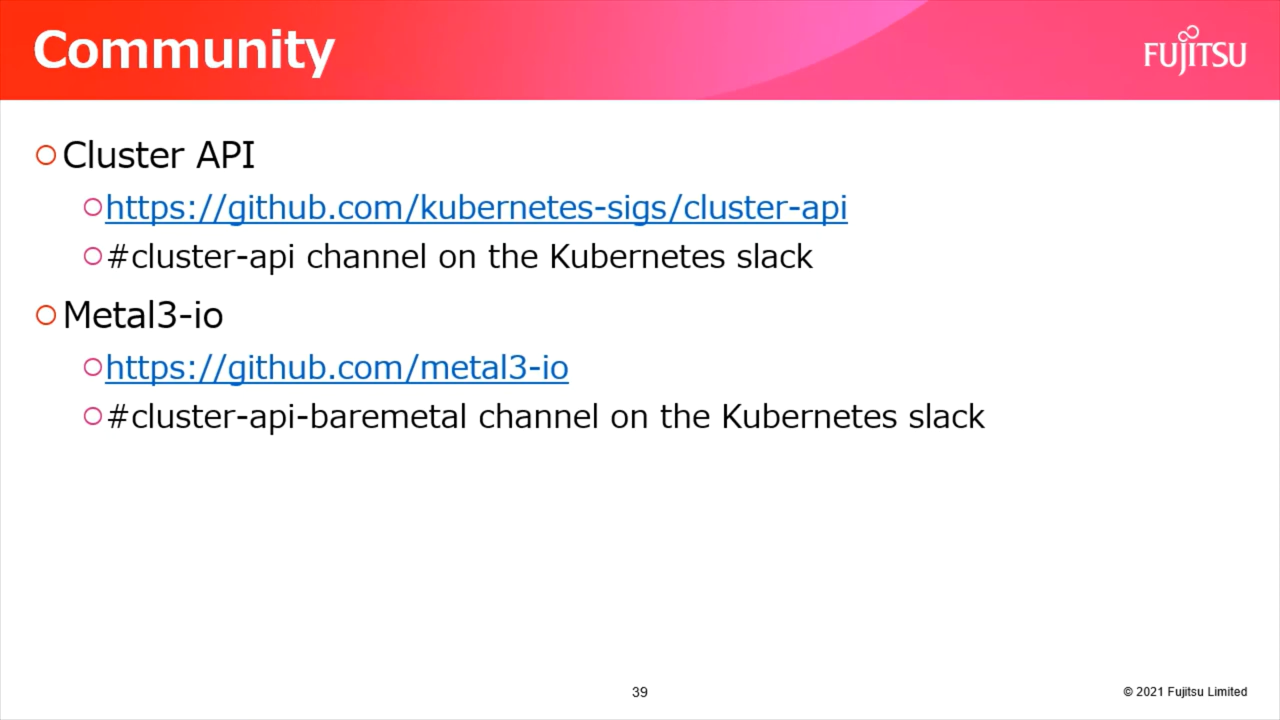 Community
FUJITSU
Cluster API
https://github.com/kubernetes-sigs/cluster-api
#cluster-api channel on the Kubernetes slack
Metal3-io
https://github.com/metal3-io
#cluster-api-baremetal channel on the Kubernetes slack
39
© 2021 Fujitsu Limited